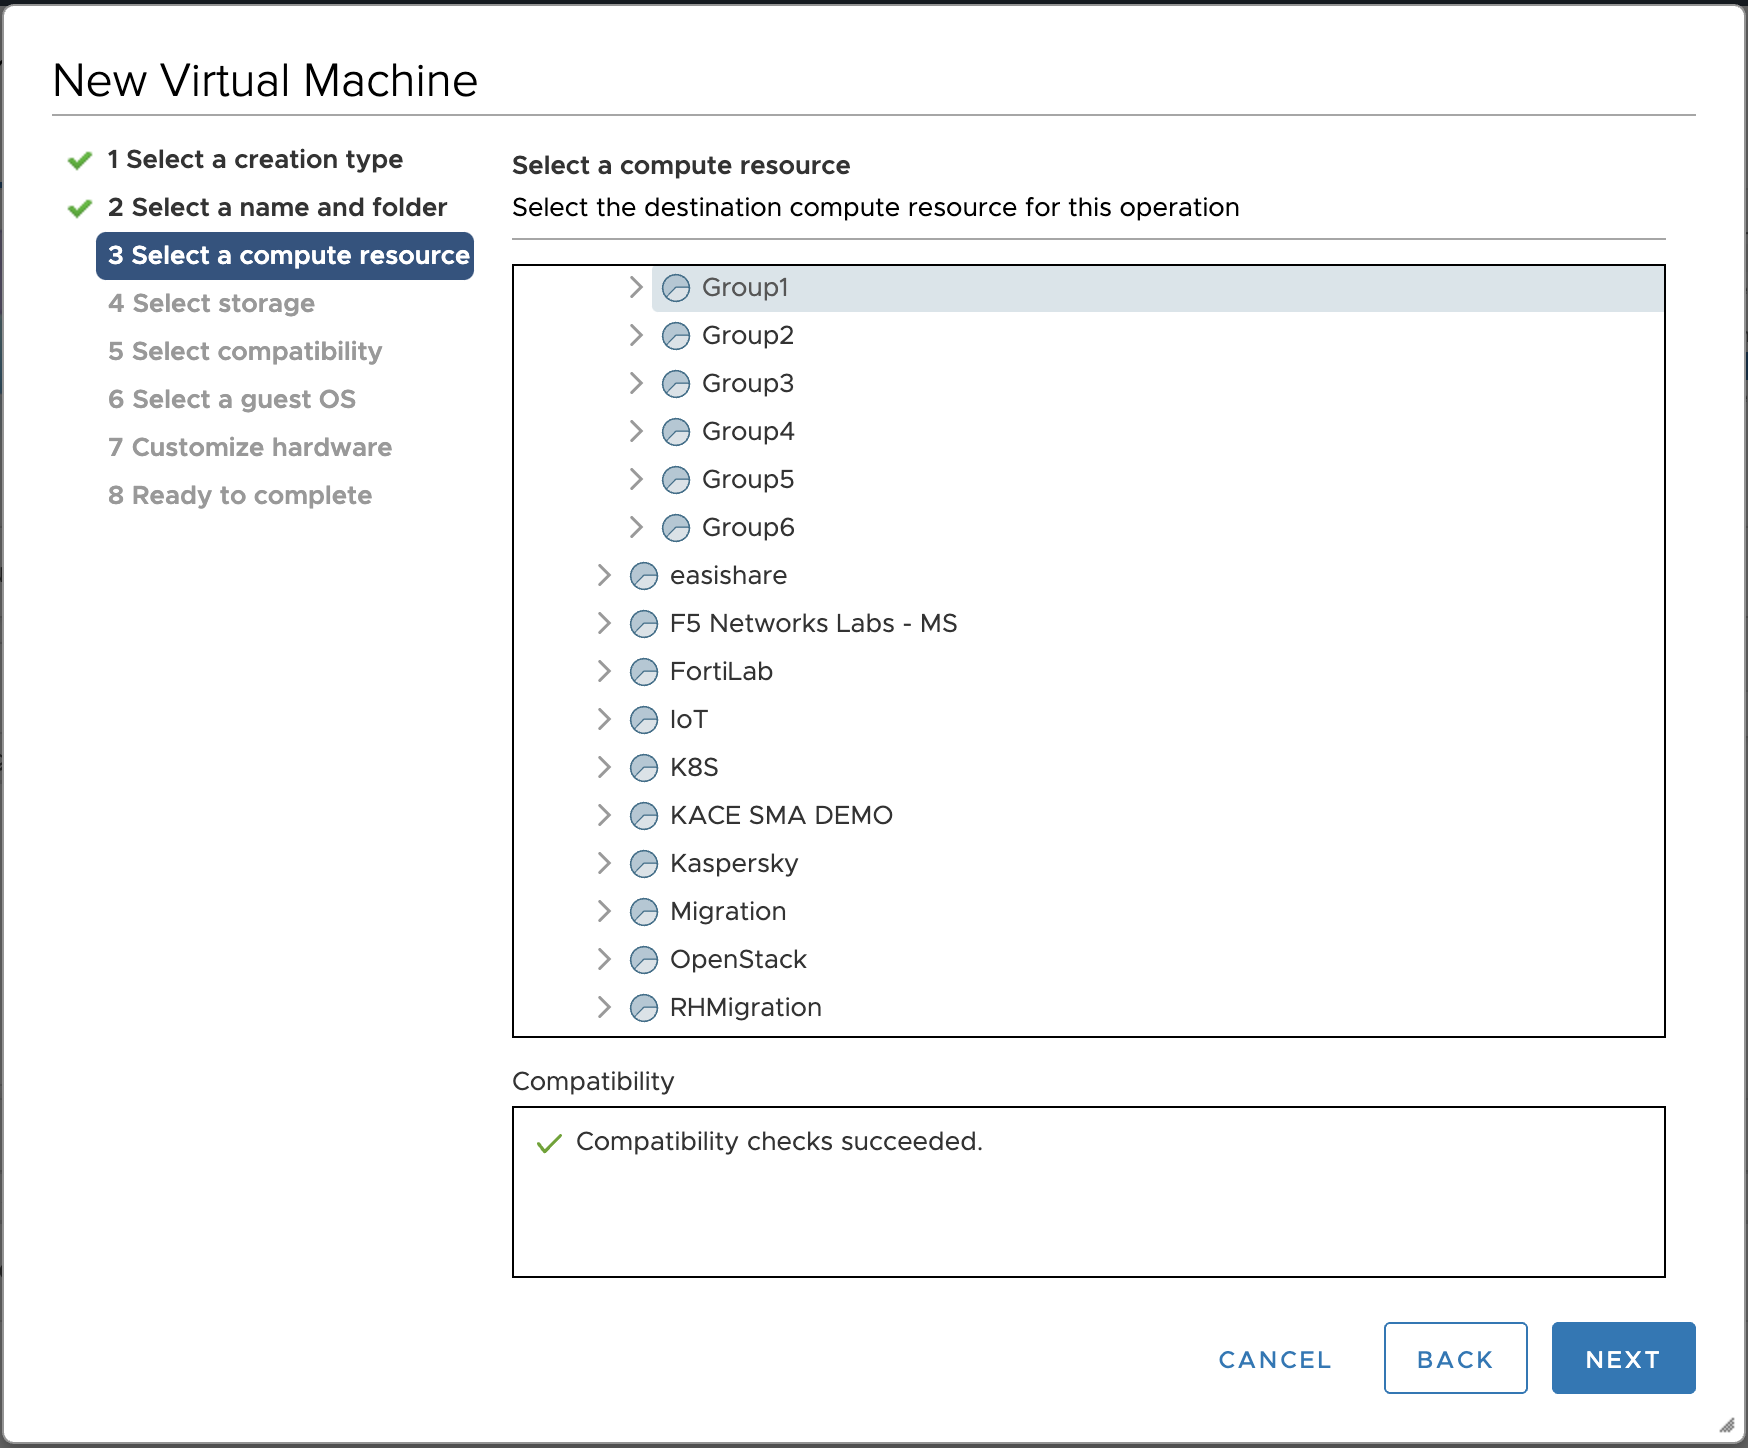 New Virtual Machine
1 Select a creation type
2 Select a name and folder
3 Select a compute resource
4 Select storage
5 Select compatibility
6 Select a guest OS
7 Customize hardware
8 Ready to complete
Select a compute resource
Select the destination compute resource for this operation
Group1
Group2
Group3
Group4
Group5
Group6
easishare
F5 Networks Labs - MS
FortiLab
IoT
K8S
KACE SMA DEMO
Kaspersky
Migration
OpenStack
RHMigration
Compatibility
Compatibility checks succeeded.
CANCEL
BACK
NEXT